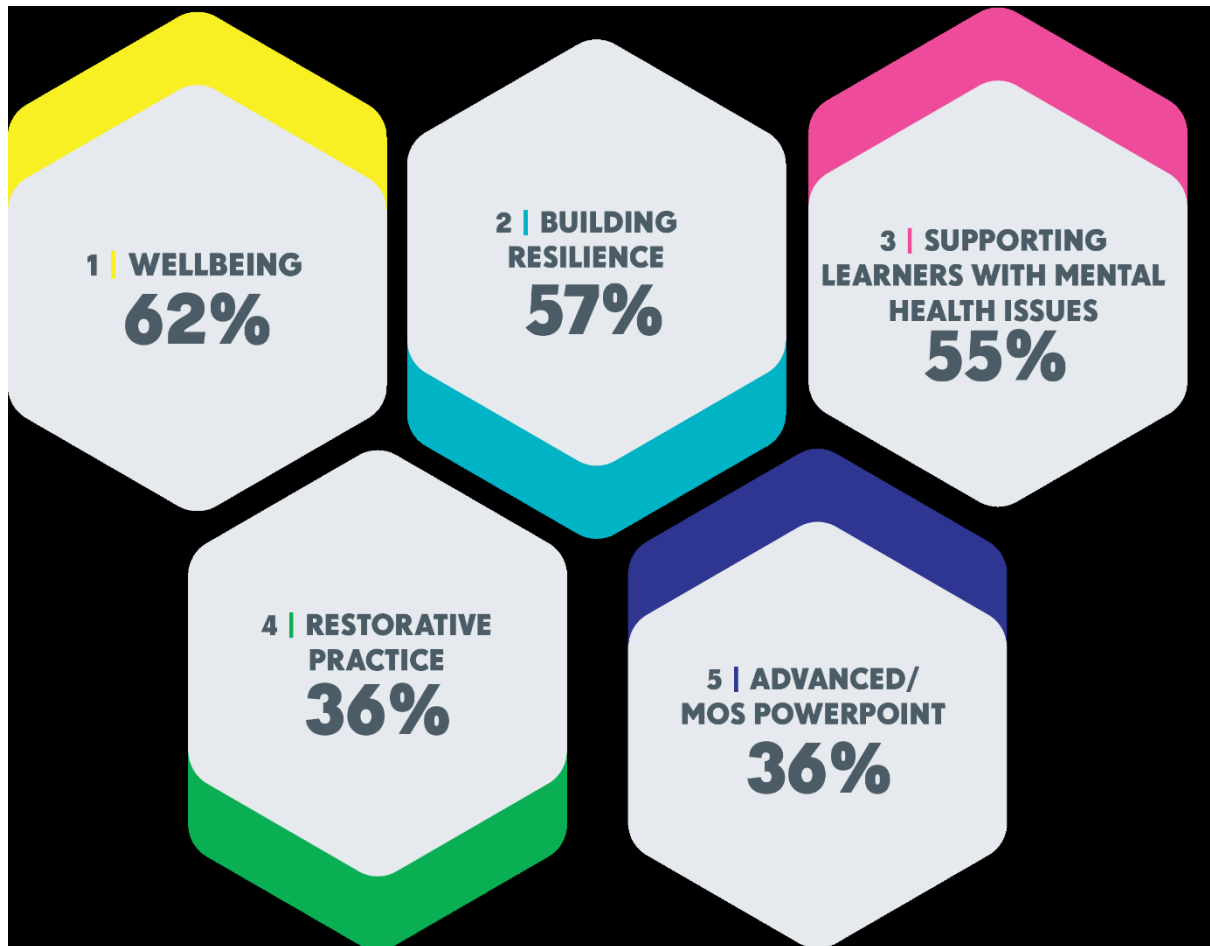 1 | WELLBEING
62%
2 | BUILDING
RESILIENCE
57%
3 | SUPPORTING
LEARNERS WITH MENTAL
HEALTH ISSUES
55%
4 | RESTORATIVE
PRACTICE
36%
5 | ADVANCED/
MOS POWERPOINT
36%